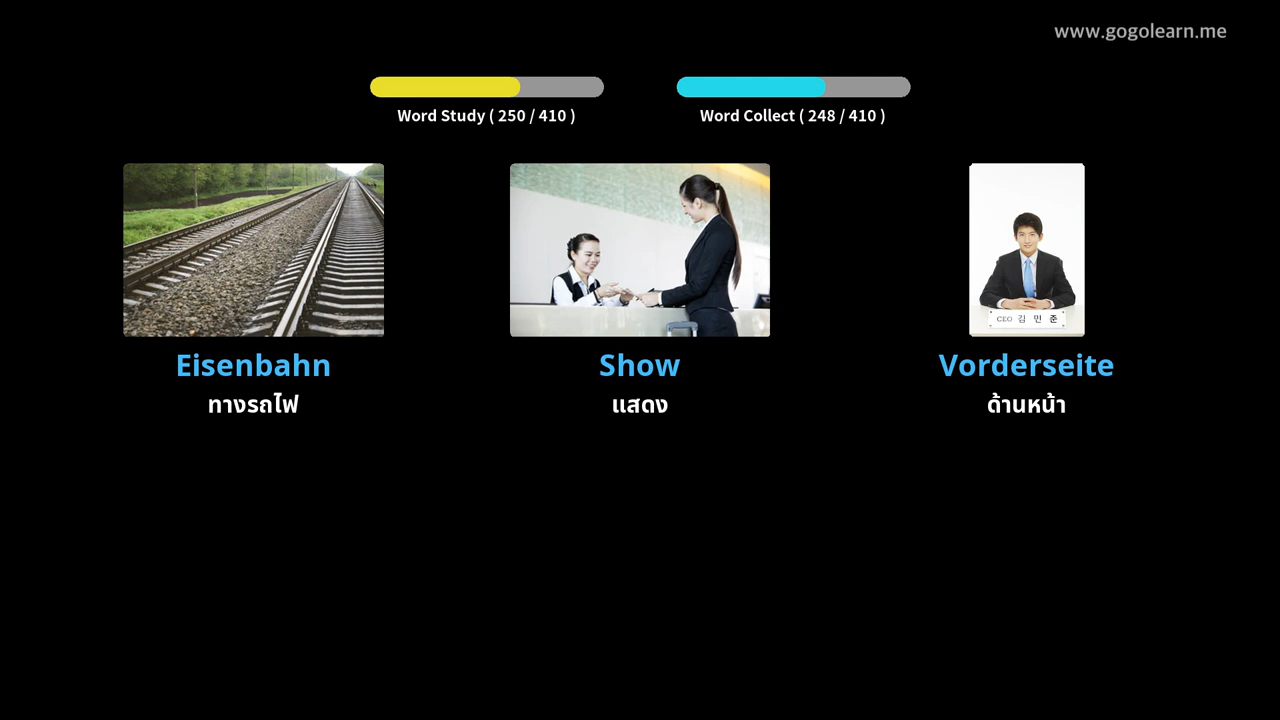 www.gogolearn.me
Word Study ( 250 / 410 )
Word Collect ( 248 / 410 )
CEO 김 민 준
Eisenbahn
Show
Vorderseite
ทางรถไฟ
แสดง
ด้านหน้า